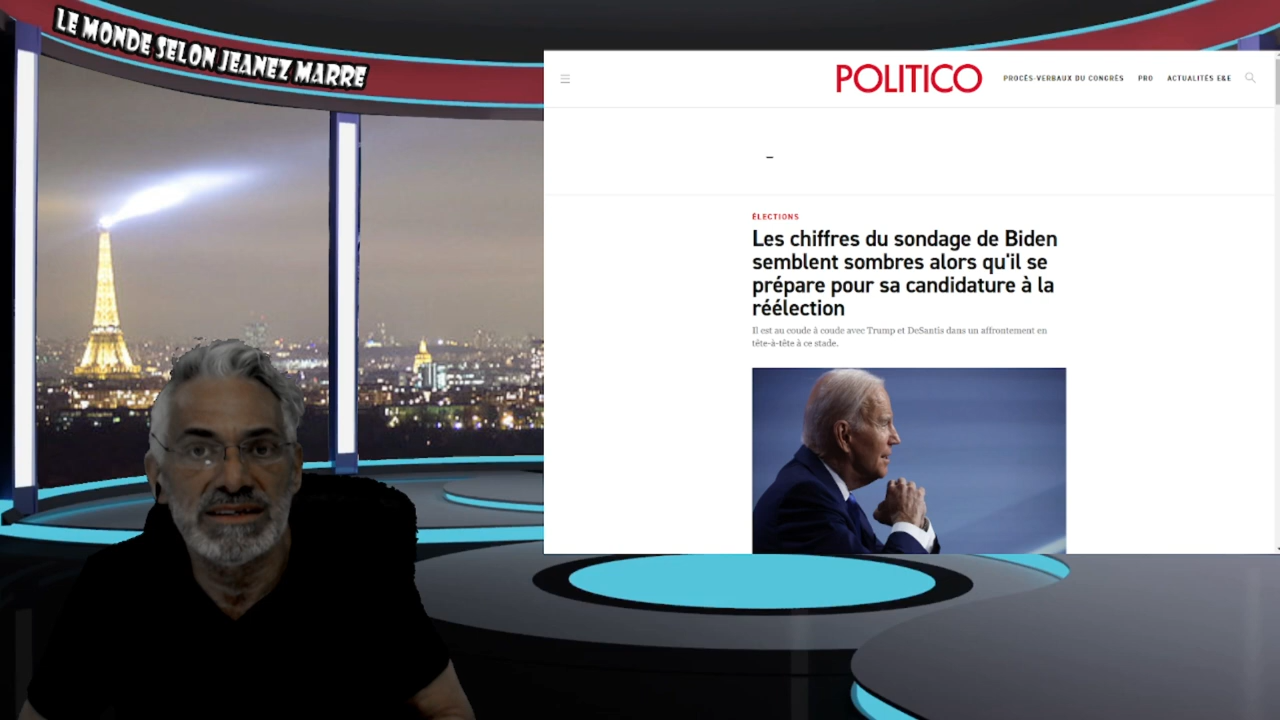 LE MONDE SELON JEANEZ MARRE
POLITICO
PROCÈS-VERBAUX DU CONGRÈS PRO ACTUALITÉS E&E
ÉLECTIONS
Les chiffres du sondage de Biden
semblent sombres alors qu'il se
prépare pour sa candidature à la
réélection
Il est au coude à coude avec Trump et DeSantis dans un affrontement en
tête-à-tête à ce stade.